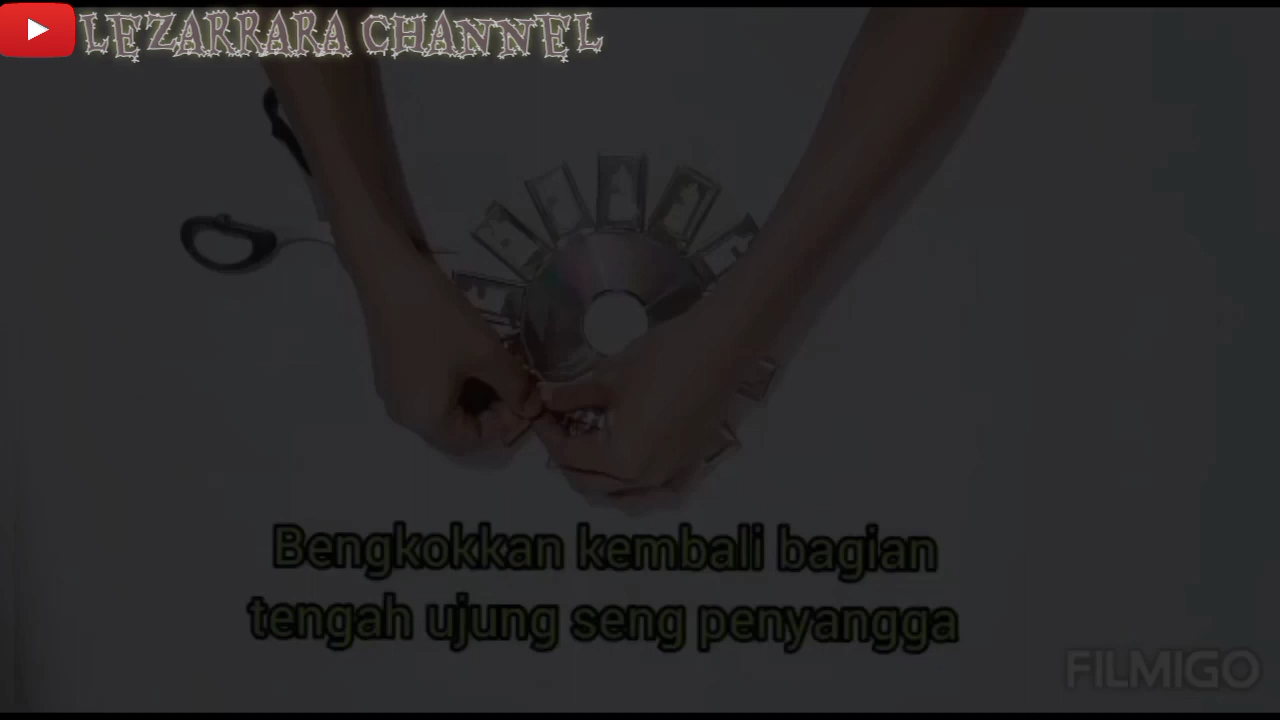 LEZARRARA CHANNEL
Bengkokkan kembali bagian
tengah ujung seng penyangga
FILMIGO